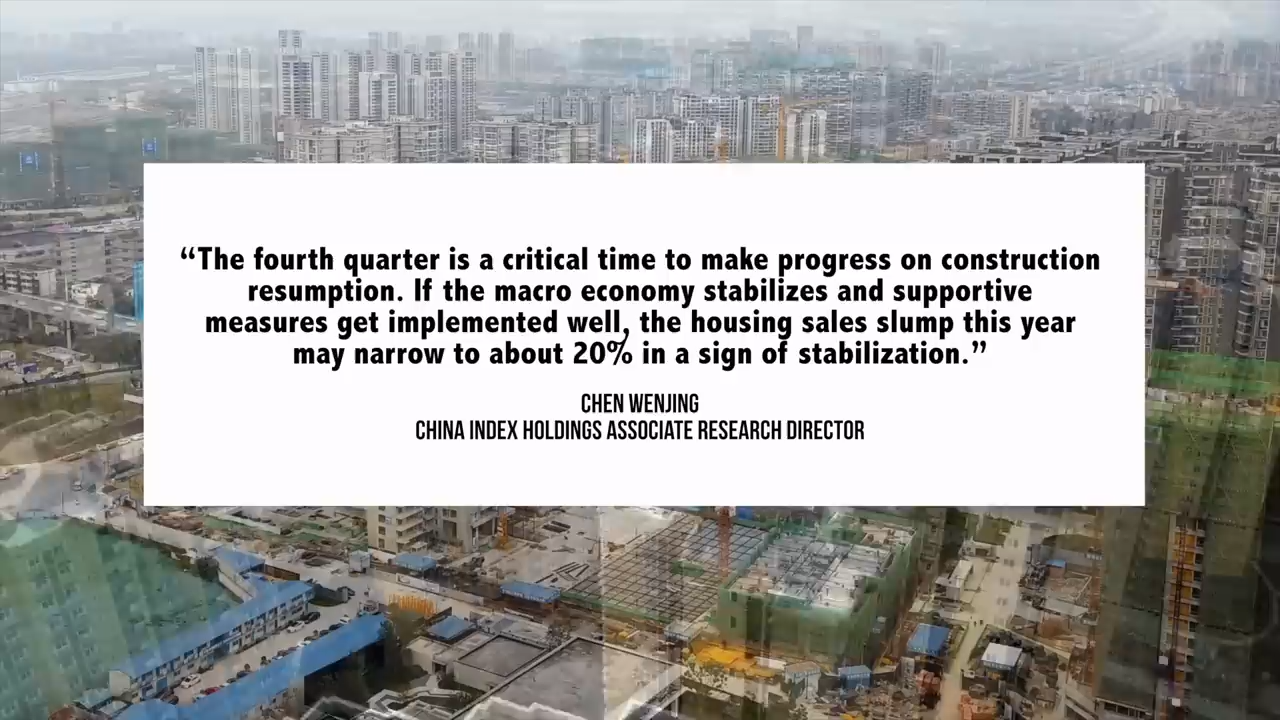 “The fourth quarter is a critical time to make progress on construction
resumption. If the macro economy stabilizes and supportive
measures get implemented well, the housing sales slump this year
may narrow to about 20% in a sign of stabilization.”
CHEN WENJING
CHINA INDEX HOLDINGS ASSOCIATE RESEARCH DIRECTOR